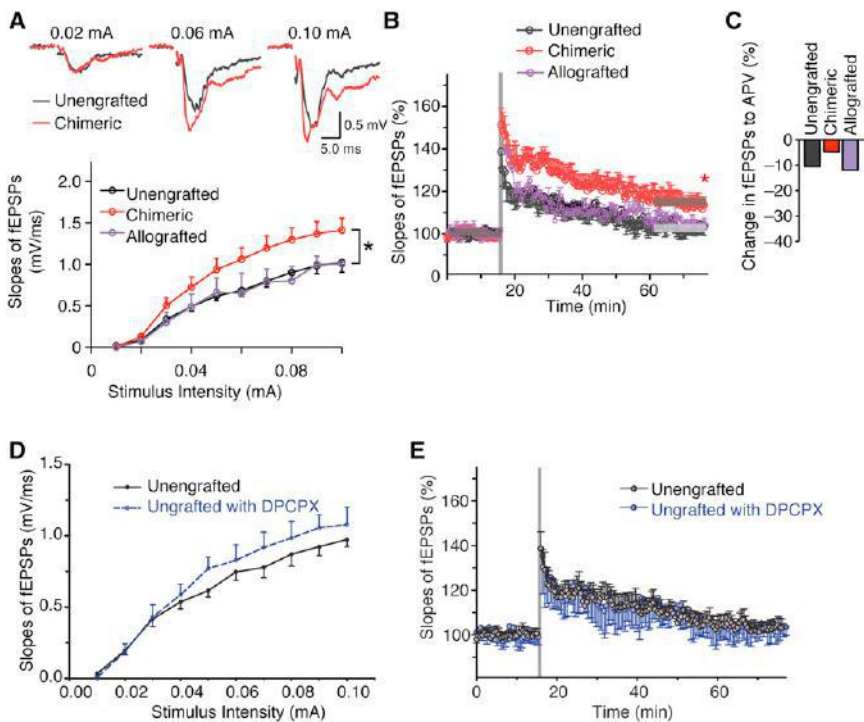 A
0.02 mA
0.06 mA
0.10 mA
Unengrafted
Chimeric
0.5 mV
5.0 ms
Slopes of fEPSPs
(mV/ms)
2.0
1.5
1.0
0.5
0
Unengrafted
Chimeric
Allografted
*
0
0.04
0.08
Stimulus Intensity (mA)
B
Unengrafted
Chimeric
Allografted
Slopes of fEPSPs (%)
160
140
120
100
*
20
40
60
Time (min)
C
Unengrafted
Chimeric
Allografted
Change in fEPSPs to APV (%)
0
−10
−20
−30
−40
D
Slopes of fEPSPs (mV/ms)
1.5
1.0
0.5
0.0
Unengrafted
Ungrafted with DPCPX
0.00
0.02
0.04
0.06
0.08
0.10
Stimulus Intensity (mA)
E
Slopes of fEPSPs (%)
160
140
120
100
Unengrafted
Ungrafted with DPCPX
0
20
40
60
Time (min)